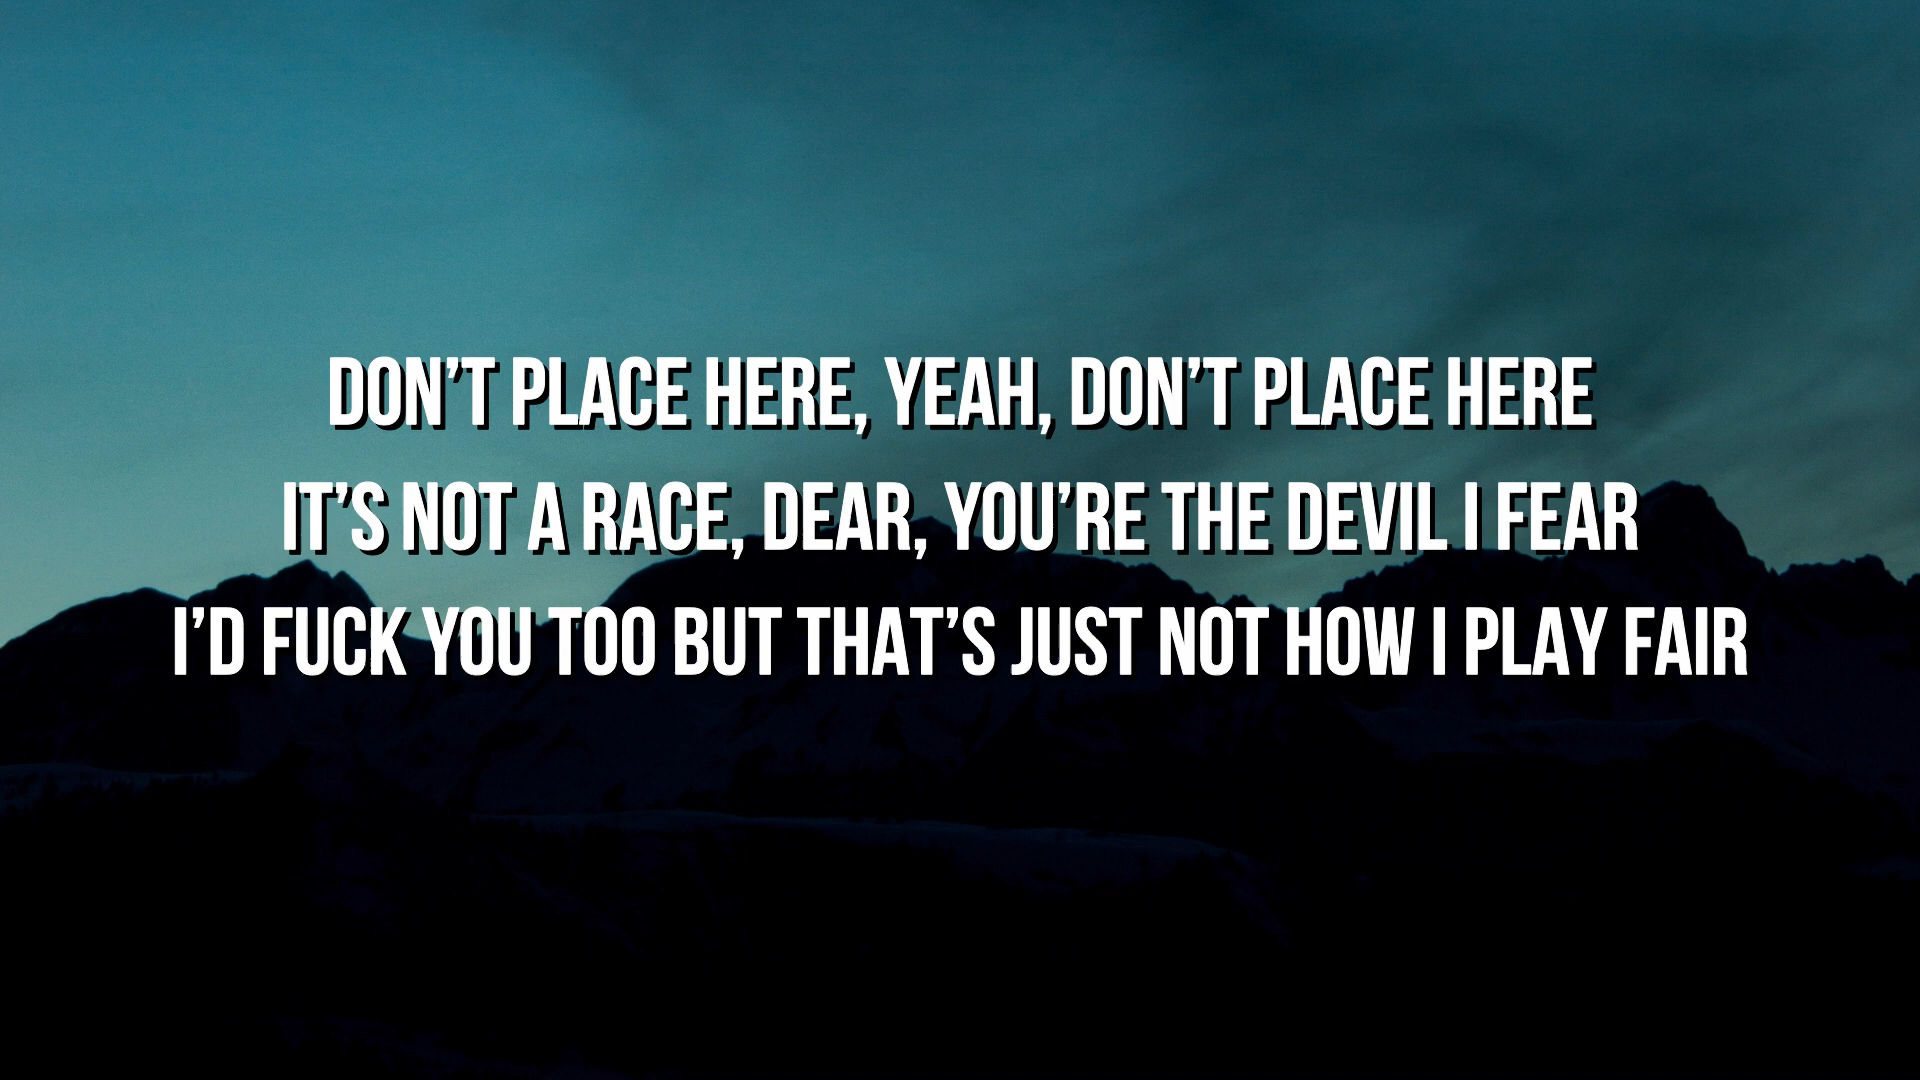 DON’T PLACE HERE, YEAH, DON’T PLACE HERE
IT’S NOT A RACE, DEAR, YOU’RE THE DEVIL I FEAR
I’D FUCK YOU TOO BUT THAT’S JUST NOT HOW I PLAY FAIR